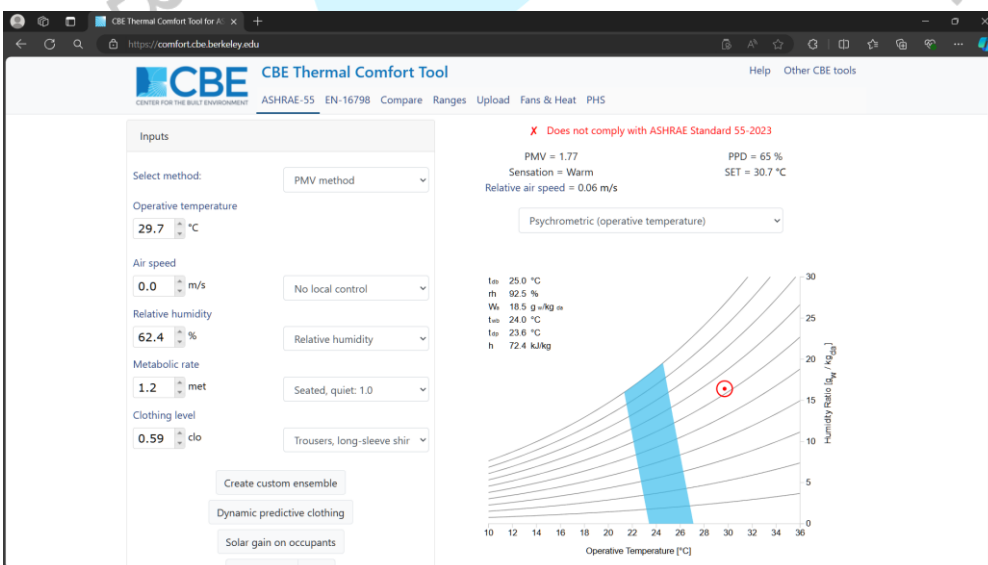 CBE Thermal Comfort Tool for A
https://comfort.cbe.berkeley.edu
CBE
CENTER FOR THE BUILT ENVIRONMENT
CBE Thermal Comfort Tool
Help Other CBE tools
ASHRAE-55 EN-16798 Compare Ranges Upload Fans & Heat PHS
Inputs
Select method:
PMV method
Operative temperature
29.7 °C
Air speed
0.0 m/s
No local control
Relative humidity
62.4 %
Relative humidity
Metabolic rate
1.2 met
Seated, quiet: 1.0
Clothing level
0.59 clo
Trousers, long-sleeve shir
Create custom ensemble
Dynamic predictive clothing
Solar gain on occupants
✗ Does not comply with ASHRAE Standard 55-2023
PMV = 1.77 PPD = 65 %
Sensation = Warm SET = 30.7 °C
Relative air speed = 0.06 m/s
Psychrometric (operative temperature)
tdb 25.0 °C
rh 92.5 %
Wa 18.5 g w/kg da
twb 24.0 °C
tdp 23.6 °C
h 72.4 kJ/kg
30
25
20
15
10
5
0
Humidity Ratio [gw / kgda]
10 12 14 16 18 20 22 24 26 28 30 32 34 36
Operative Temperature [°C]